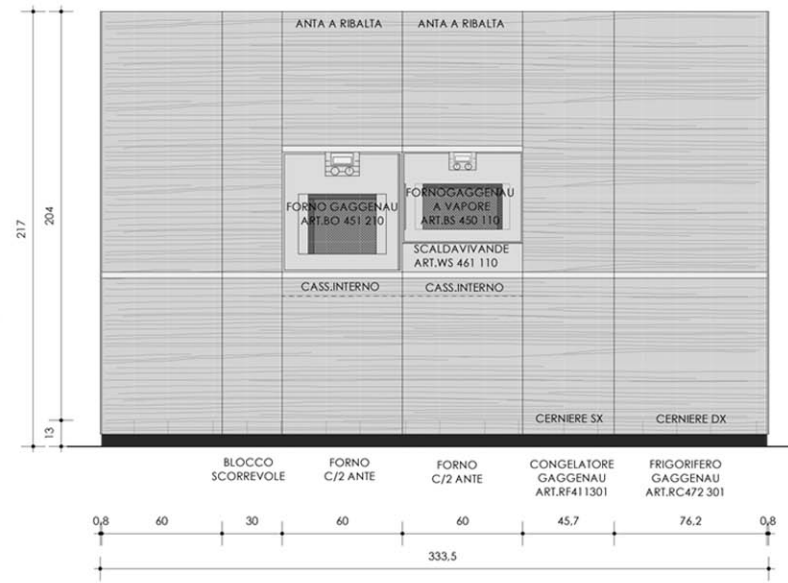 ANTA A RIBALTA
ANTA A RIBALTA
217
204
13
FORNO GAGGENAU
ART.BO 451 210
FORNOGAGGENAU
A VAPORE
ART.BS 450 110
SCALDAVIVANDE
ART.WS 461 110
CASS.INTERNO
CASS.INTERNO
CERNIERE SX
CERNIERE DX
BLOCCO
SCORREVOLE
FORNO
C/2 ANTE
FORNO
C/2 ANTE
CONGELATORE
GAGGENAU
ART.RF411301
FRIGORIFERO
GAGGENAU
ART.RC472 301
0,8
60
30
60
60
45,7
76,2
0,8
333,5